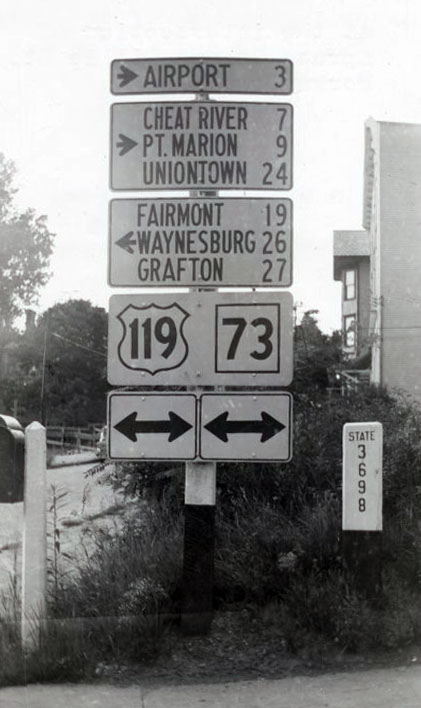 AIRPORT 3
CHEAT RIVER 7
PT. MARION 9
UNIONTOWN 24
FAIRMONT 19
WAYNESBURG 26
GRAFTON 27
119 73
STATE
3
6
9
8